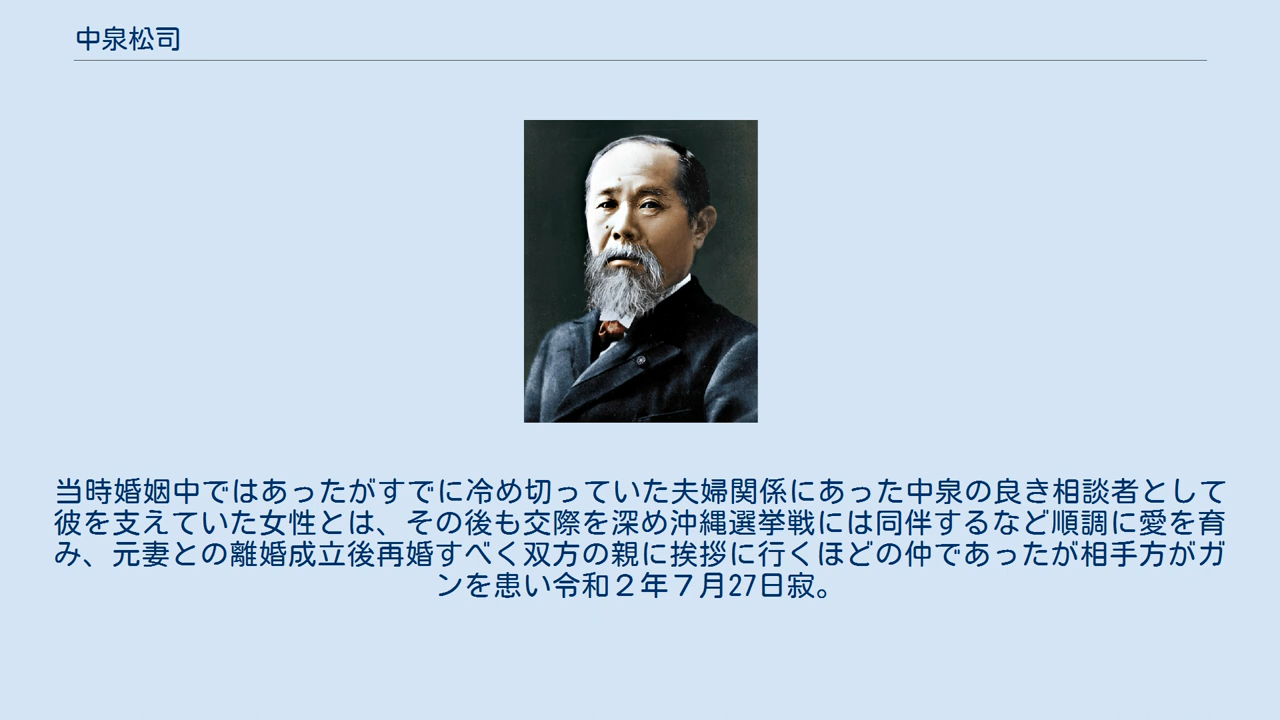 中泉松司
当時婚姻中ではあったがすでに冷め切っていた夫婦関係にあった中泉の良き相談者として
彼を支えていた女性とは、その後も交際を深め沖縄選挙戦には同伴するなど順調に愛を育
み、元妻との離婚成立後再婚すべく双方の親に挨拶に行くほどの仲であったが相手方がガ
ンを患い令和２年７月27日寂。